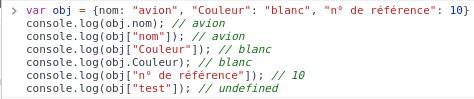 var obj = {nom: "avion", "Couleur": "blanc", "n° de référence": 10}
console.log(obj.nom); // avion
console.log(obj["nom"]); // avion
console.log(obj["Couleur"]); // blanc
console.log(obj.Couleur); // blanc
console.log(obj["n° de référence"]); // 10
console.log(obj["test"]); // undefined